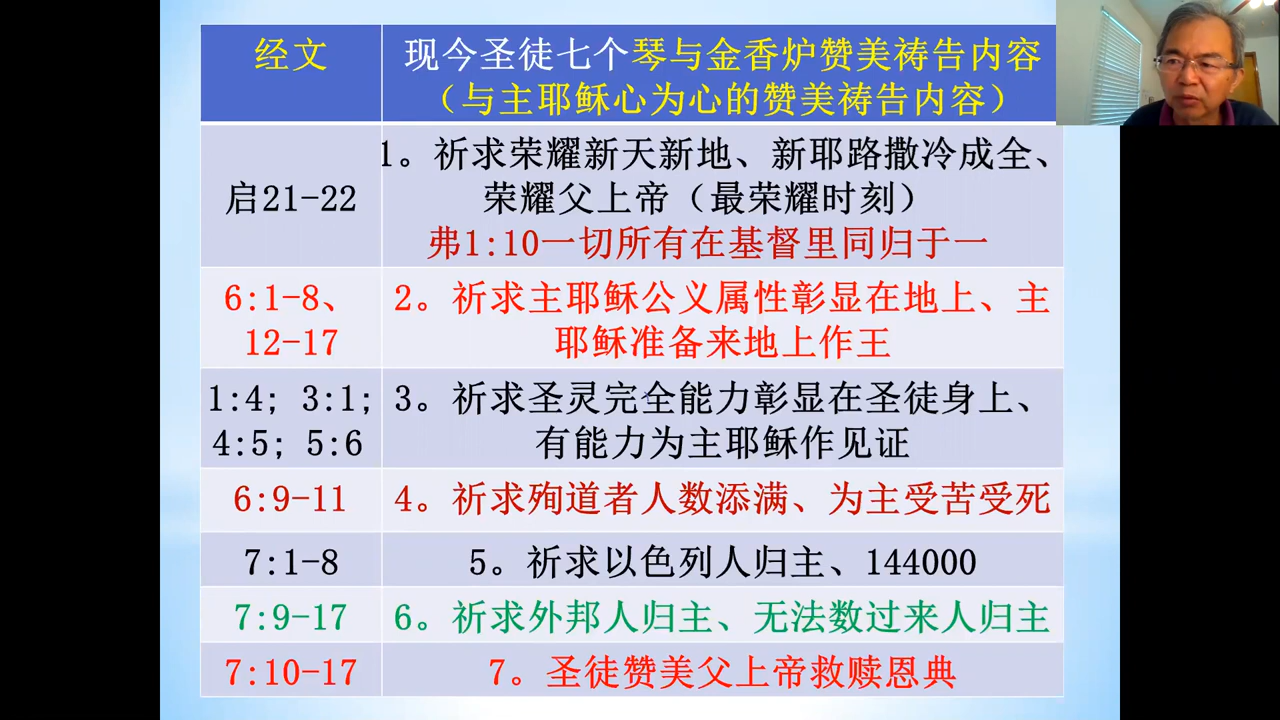 经文
现今圣徒七个琴与金香炉赞美祷告内容
（与主耶稣心为心的赞美祷告内容）
启21-22
1。祈求荣耀新天新地、新耶路撒冷成全、
荣耀父上帝（最荣耀时刻）
弗1:10一切所有在基督里同归于一
6:1-8、
12-17
2。祈求主耶稣公义属性彰显在地上、主
耶稣准备来地上作王
1:4; 3:1;
4:5; 5:6
3。祈求圣灵完全能力彰显在圣徒身上、
有能力为主耶稣作见证
6:9-11
4。祈求殉道者人数添满、为主受苦受死
7:1-8
5。祈求以色列人归主、144000
7:9-17
6。祈求外邦人归主、无法数过来人归主
7:10-17
7。圣徒赞美父上帝救赎恩典